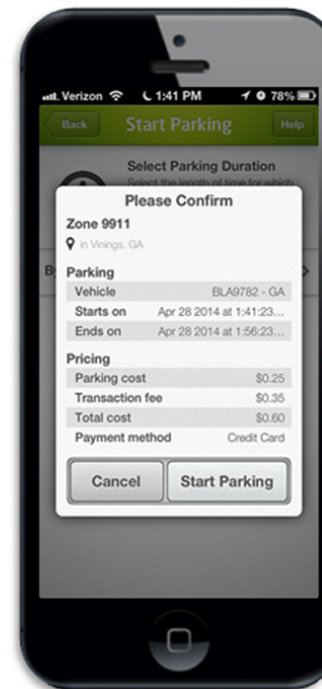 Verizon 1:41 PM 78%
Back Start Parking Help
Select Parking Duration
Select the length of time for which
Please Confirm
Zone 9911
in Vinings, GA
Parking
Vehicle BLA9782 - GA
Starts on Apr 28 2014 at 1:41:23...
Ends on Apr 28 2014 at 1:56:23...
Pricing
Parking cost $0.25
Transaction fee $0.35
Total cost $0.60
Payment method Credit Card
Cancel Start Parking